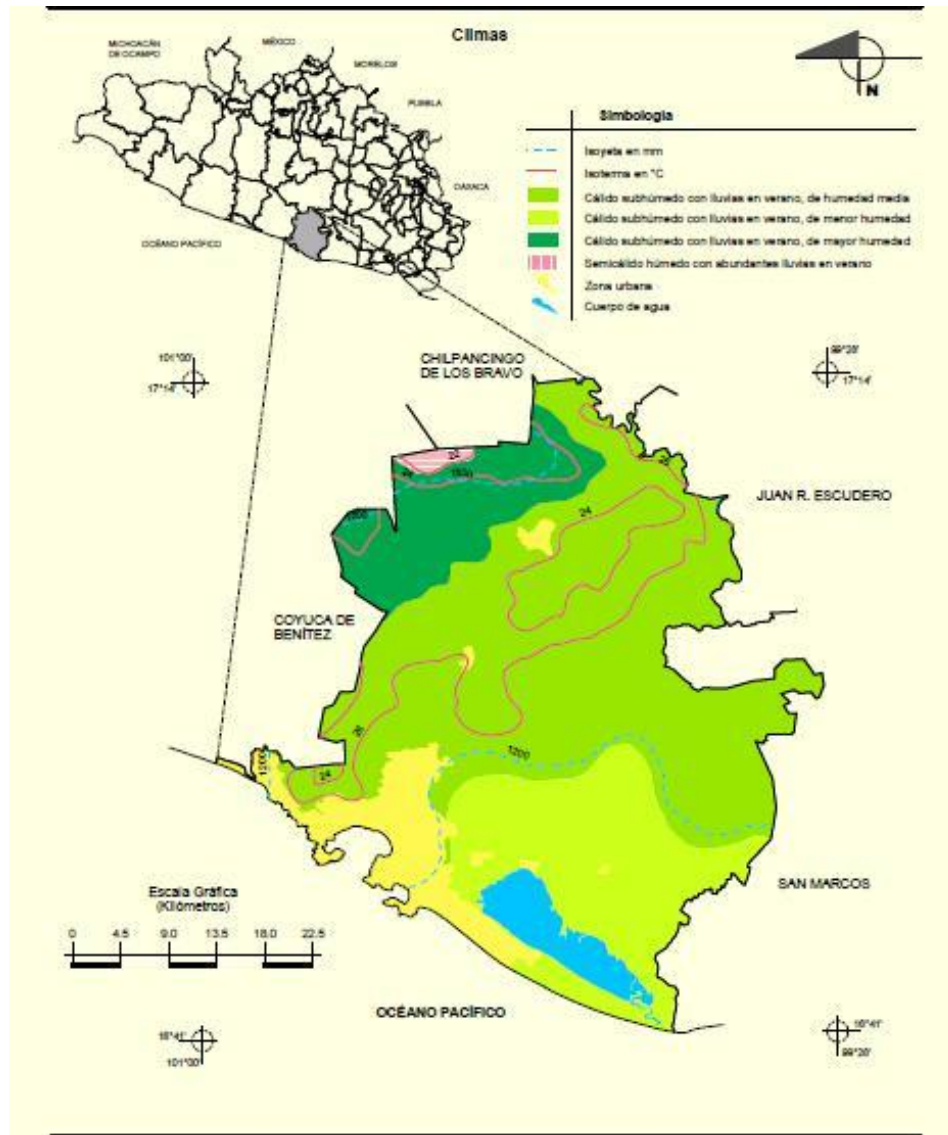 Climas
MICHOACÁN
DE OCAMPO
MÉXICO
MORELOS
PUEBLA
OAXACA
OCÉANO PACÍFICO
N
Simbología
Isoyeta en mm
Isoterma en °C
Cálido subhúmedo con lluvias en verano, de humedad media
Cálido subhúmedo con lluvias en verano, de menor humedad
Cálido subhúmedo con lluvias en verano, de mayor humedad
Semicálido húmedo con abundantes lluvias en verano
Zona urbana
Cuerpo de agua
101°00'
17°14'
CHILPANCINGO
DE LOS BRAVO
99°28'
17°14'
22
1500
JUAN R. ESCUDERO
24
COYUCA DE
BENÍTEZ
26
1200
1200
24
SAN MARCOS
Escala Gráfica
(Kilómetros)
0 4.5 9.0 13.5 18.0 22.5
OCÉANO PACÍFICO
16°41'
101°00'
16°41'
99°28'